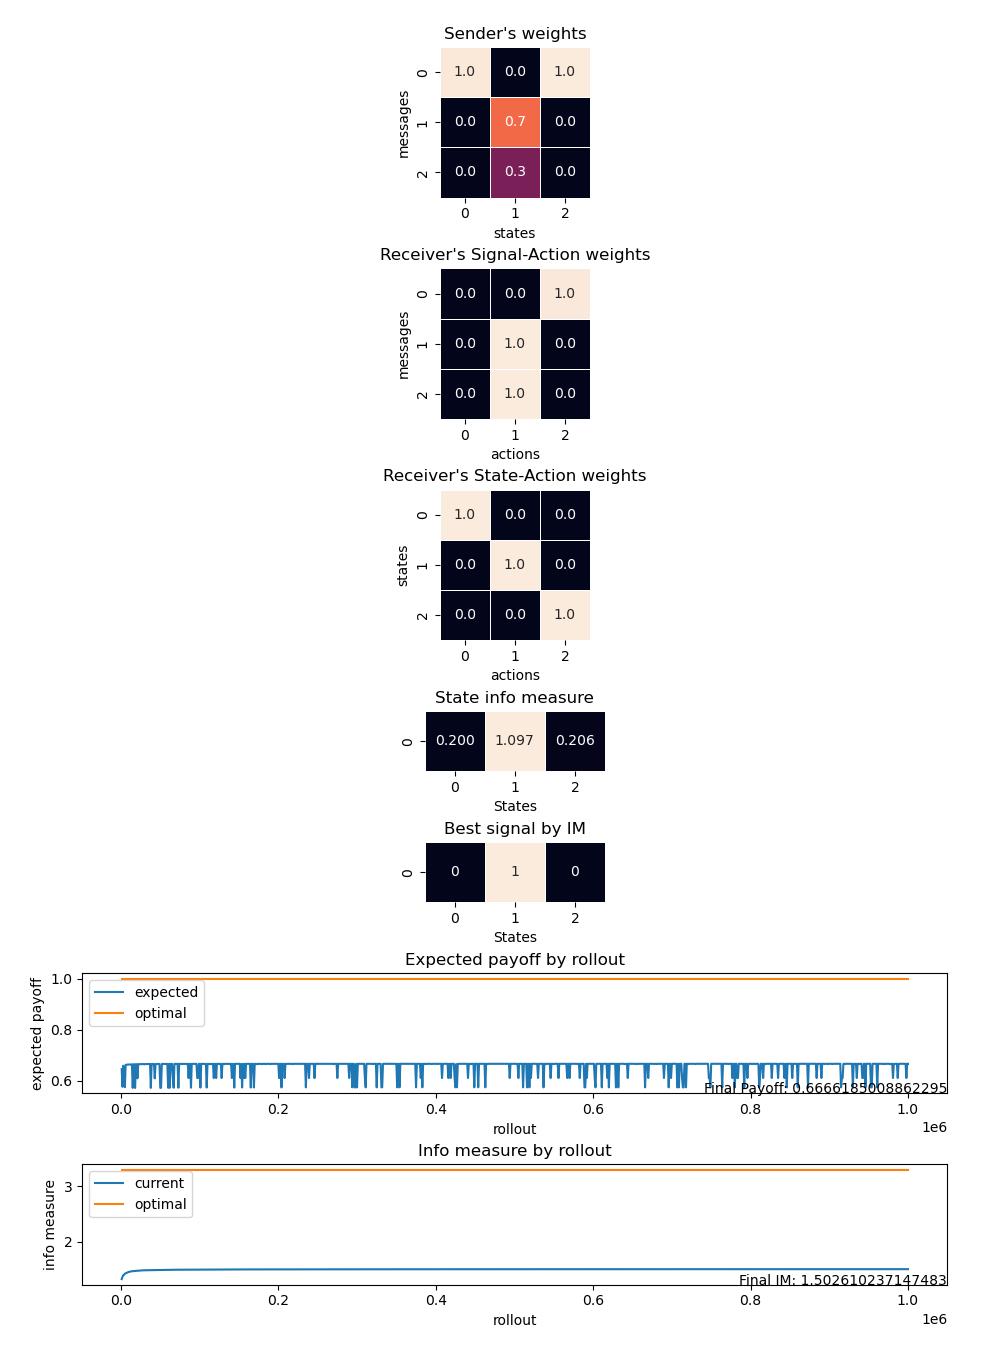 Sender's weights
messages
0 1.0 0.0 1.0
1 0.0 0.7 0.0
2 0.0 0.3 0.0
0 1 2
states
Receiver's Signal-Action weights
messages
0 0.0 0.0 1.0
1 0.0 1.0 0.0
2 0.0 1.0 0.0
0 1 2
actions
Receiver's State-Action weights
states
0 1.0 0.0 0.0
1 0.0 1.0 0.0
2 0.0 0.0 1.0
0 1 2
actions
State info measure
0 0.200 1.097 0.206
0 1 2
States
Best signal by IM
0 0 1 0
0 1 2
States
Expected payoff by rollout
expected payoff
1.0
0.8
0.6
expected
optimal
Final Payoff: 0.6666185008862295
0.0 0.2 0.4 0.6 0.8 1.0
1e6
rollout
Info measure by rollout
info measure
3
2
current
optimal
Final IM: 1.502610237147483
0.0 0.2 0.4 0.6 0.8 1.0
1e6
rollout